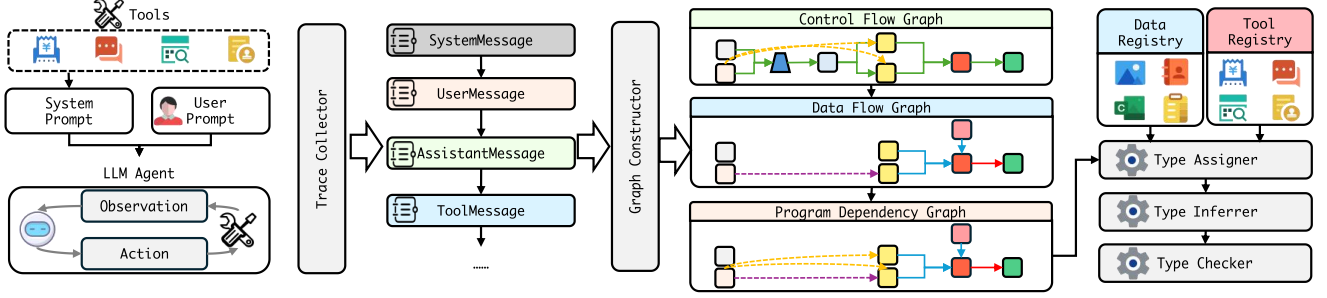 Tools
System
Prompt
User
Prompt
LLM Agent
Observation
Action
Trace Collector
SystemMessage
UserMessage
AssistantMessage
ToolMessage
……
Graph Constructor
Control Flow Graph
Data Flow Graph
Program Dependency Graph
Data
Registry
Tool
Registry
Type Assigner
Type Inferrer
Type Checker